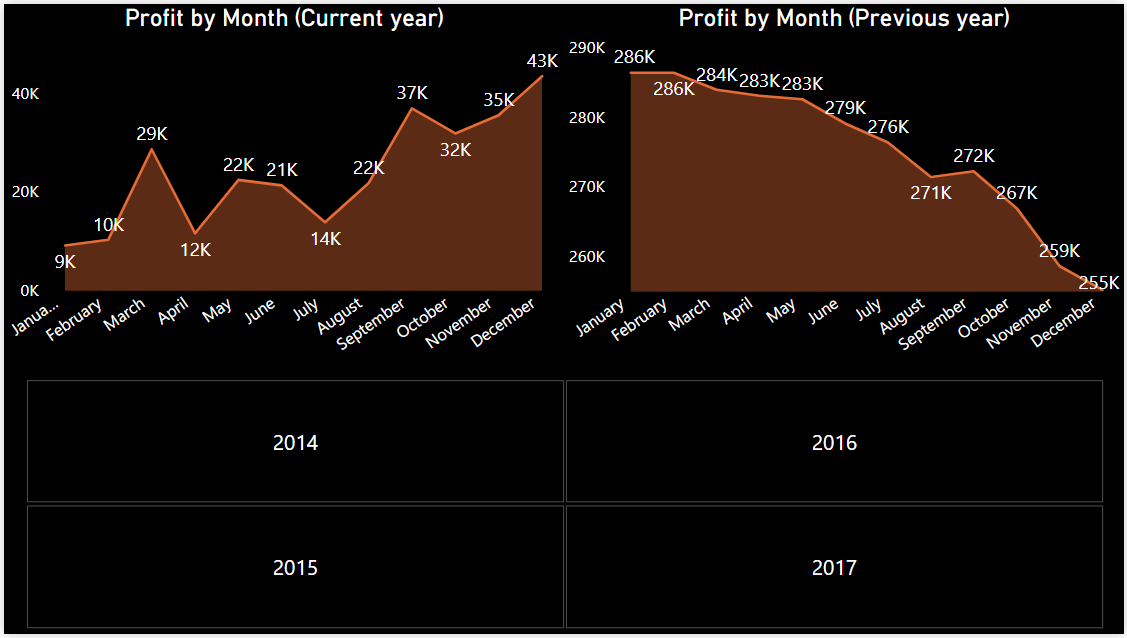 Profit by Month (Current year)
43K
40K
37K
35K
32K
29K
22K
22K
21K
20K
14K
12K
10K
9K
0K
Janua...
February
March
April
May
June
July
August
September
October
November
December
Profit by Month (Previous year)
290K
286K
286K
284K
283K
283K
280K
279K
276K
272K
271K
270K
267K
260K
259K
255K
January
February
March
April
May
June
July
August
September
October
November
December
2014
2016
2015
2017